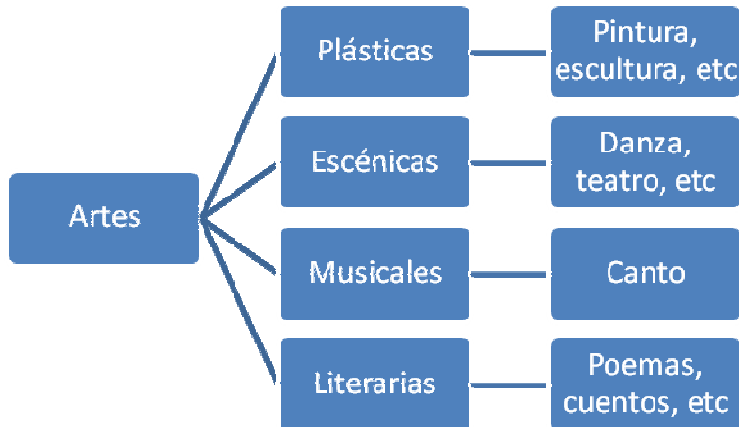 Artes
Plásticas
Pintura,
escultura, etc
Escénicas
Danza,
teatro, etc
Musicales
Canto
Literarias
Poemas,
cuentos, etc